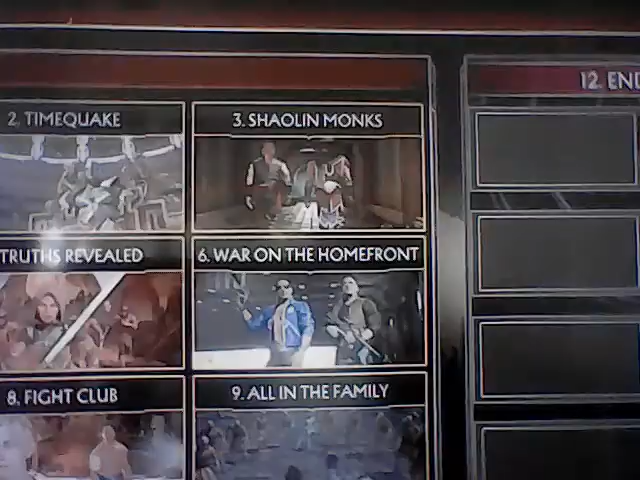 2. TIMEQUAKE
3. SHAOLIN MONKS
12. END
TRUTHS REVEALED
6. WAR ON THE HOMEFRONT
8. FIGHT CLUB
9. ALL IN THE FAMILY